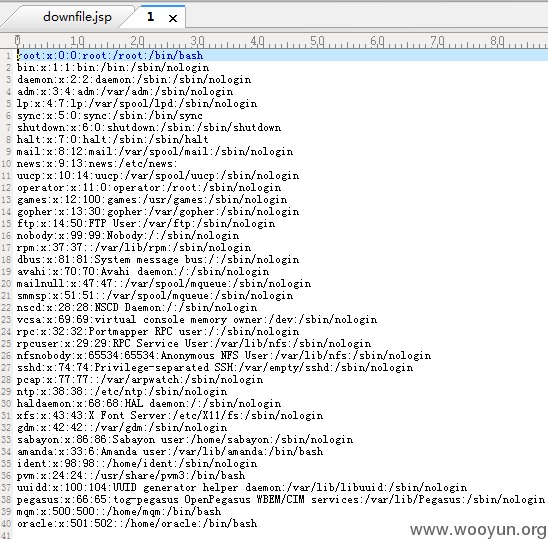 downfile.jsp 1 ×
0 10 20 30 40 50 60 70 80
1 root:x:0:0:root:/root:/bin/bash
2 bin:x:1:1:bin:/bin:/sbin/nologin
3 daemon:x:2:2:daemon:/sbin:/sbin/nologin
4 adm:x:3:4:adm:/var/adm:/sbin/nologin
5 lp:x:4:7:lp:/var/spool/lpd:/sbin/nologin
6 sync:x:5:0:sync:/sbin:/bin/sync
7 shutdown:x:6:0:shutdown:/sbin:/sbin/shutdown
8 halt:x:7:0:halt:/sbin:/sbin/halt
9 mail:x:8:12:mail:/var/spool/mail:/sbin/nologin
10 news:x:9:13:news:/etc/news:
11 uucp:x:10:14:uucp:/var/spool/uucp:/sbin/nologin
12 operator:x:11:0:operator:/root:/sbin/nologin
13 games:x:12:100:games:/usr/games:/sbin/nologin
14 gopher:x:13:30:gopher:/var/gopher:/sbin/nologin
15 ftp:x:14:50:FTP User:/var/ftp:/sbin/nologin
16 nobody:x:99:99:Nobody:/:/sbin/nologin
17 rpm:x:37:37::/var/lib/rpm:/sbin/nologin
18 dbus:x:81:81:System message bus:/:/sbin/nologin
19 avahi:x:70:70:Avahi daemon:/:/sbin/nologin
20 mailnull:x:47:47::/var/spool/mqueue:/sbin/nologin
21 smmsp:x:51:51::/var/spool/mqueue:/sbin/nologin
22 nscd:x:28:28:NSCD Daemon:/:/sbin/nologin
23 vcsa:x:69:69:virtual console memory owner:/dev:/sbin/nologin
24 rpc:x:32:32:Portmapper RPC user:/:/sbin/nologin
25 rpcuser:x:29:29:RPC Service User:/var/lib/nfs:/sbin/nologin
26 nfsnobody:x:65534:65534:Anonymous NFS User:/var/lib/nfs:/sbin/nologin
27 sshd:x:74:74:Privilege-separated SSH:/var/empty/sshd:/sbin/nologin
28 pcap:x:77:77::/var/arpwatch:/sbin/nologin
29 ntp:x:38:38::/etc/ntp:/sbin/nologin
30 haldaemon:x:68:68:HAL daemon:/:/sbin/nologin
31 xfs:x:43:43:X Font Server:/etc/X11/fs:/sbin/nologin
32 gdm:x:42:42::/var/gdm:/sbin/nologin
33 sabayon:x:86:86:Sabayon user:/home/sabayon:/sbin/nologin
34 amanda:x:33:6:Amanda user:/var/lib/amanda:/bin/bash
35 ident:x:98:98::/home/ident:/sbin/nologin
36 pvm:x:24:24::/usr/share/pvm3:/bin/bash
37 uuidd:x:100:104:UUID generator helper daemon:/var/lib/libuuid:/sbin/nologin
38 pegasus:x:66:65:tog-pegasus OpenPegasus WBEM/CIM services:/var/lib/Pegasus:/sbin/nologin
39 mqm:x:500:500::/home/mqm:/bin/bash
40 oracle:x:501:502::/home/oracle:/bin/bash
41
www.wooyun.org